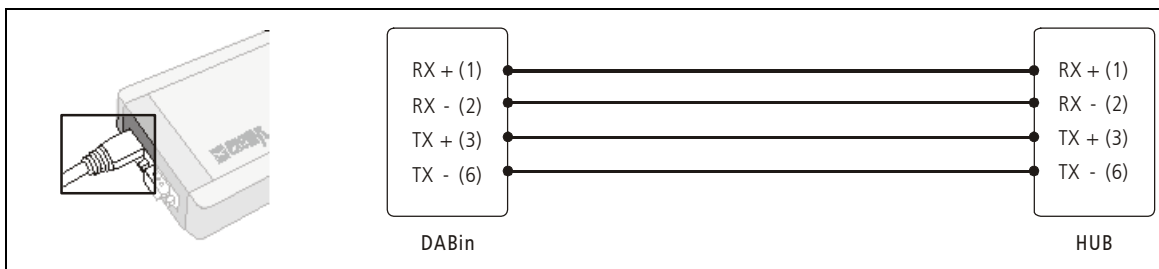 RX + (1)
RX - (2)
TX + (3)
TX - (6)
DABin
RX + (1)
RX - (2)
TX + (3)
TX - (6)
HUB